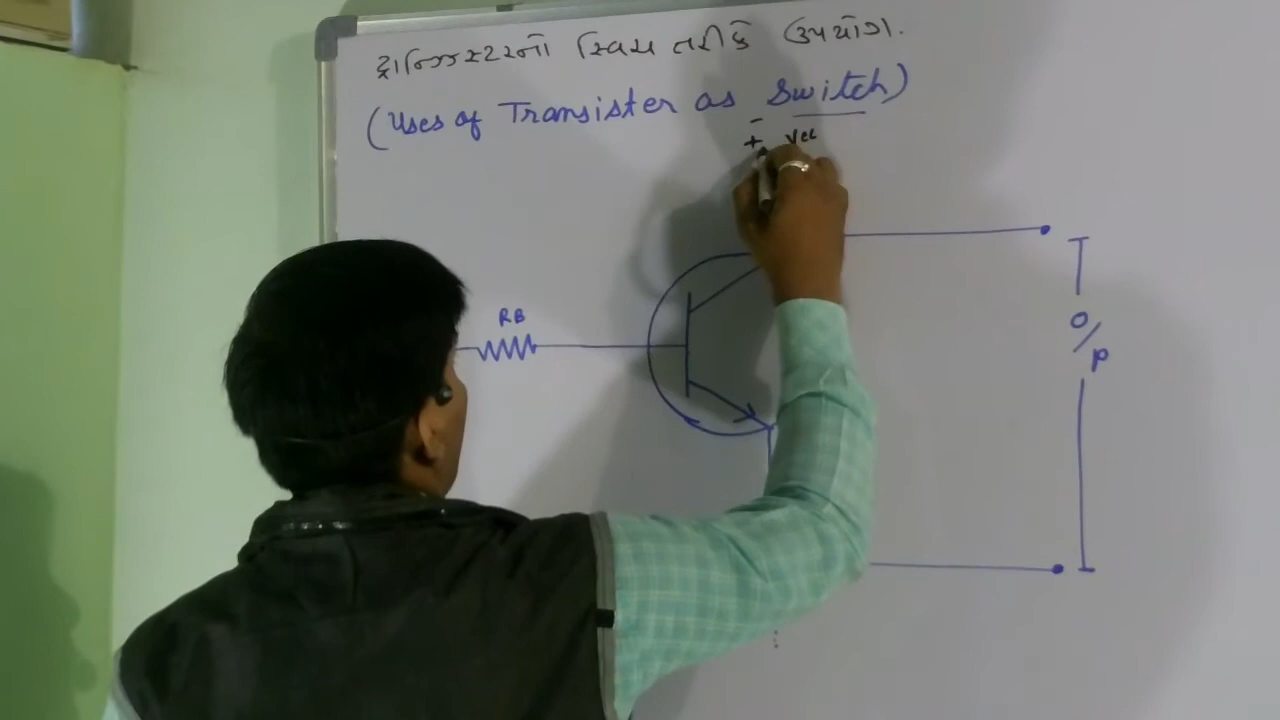 ટ્રાન્ઝિસ્ટરનો સ્વિચ તરીકે ઉપયોગ.
(Uses of Transister as Switch)
-
+ Vcc
RB
O/P